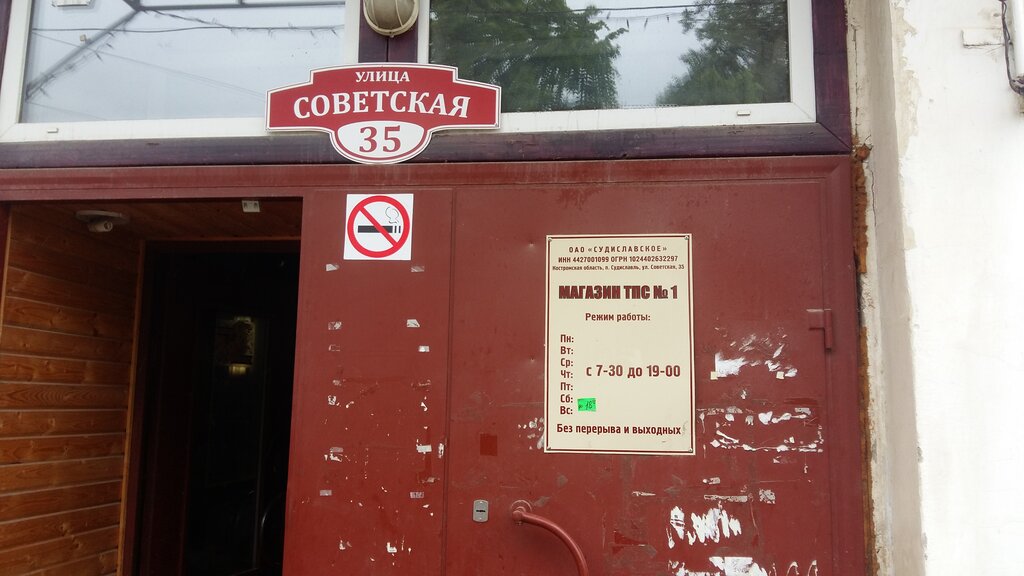 УЛИЦА
СОВЕТСКАЯ
35
ОАО «СУДИСЛАВСКОЕ»
ИНН 4427001099 ОГРН 1024402632297
Костромская область, п. Судиславль, ул. Советская, 35
МАГАЗИН ТПС № 1
Режим работы:
Пн:
Вт:
Ср:
Чт: с 7-30 до 19-00
Пт:
Сб:
Вс:
Без перерыва и выходных